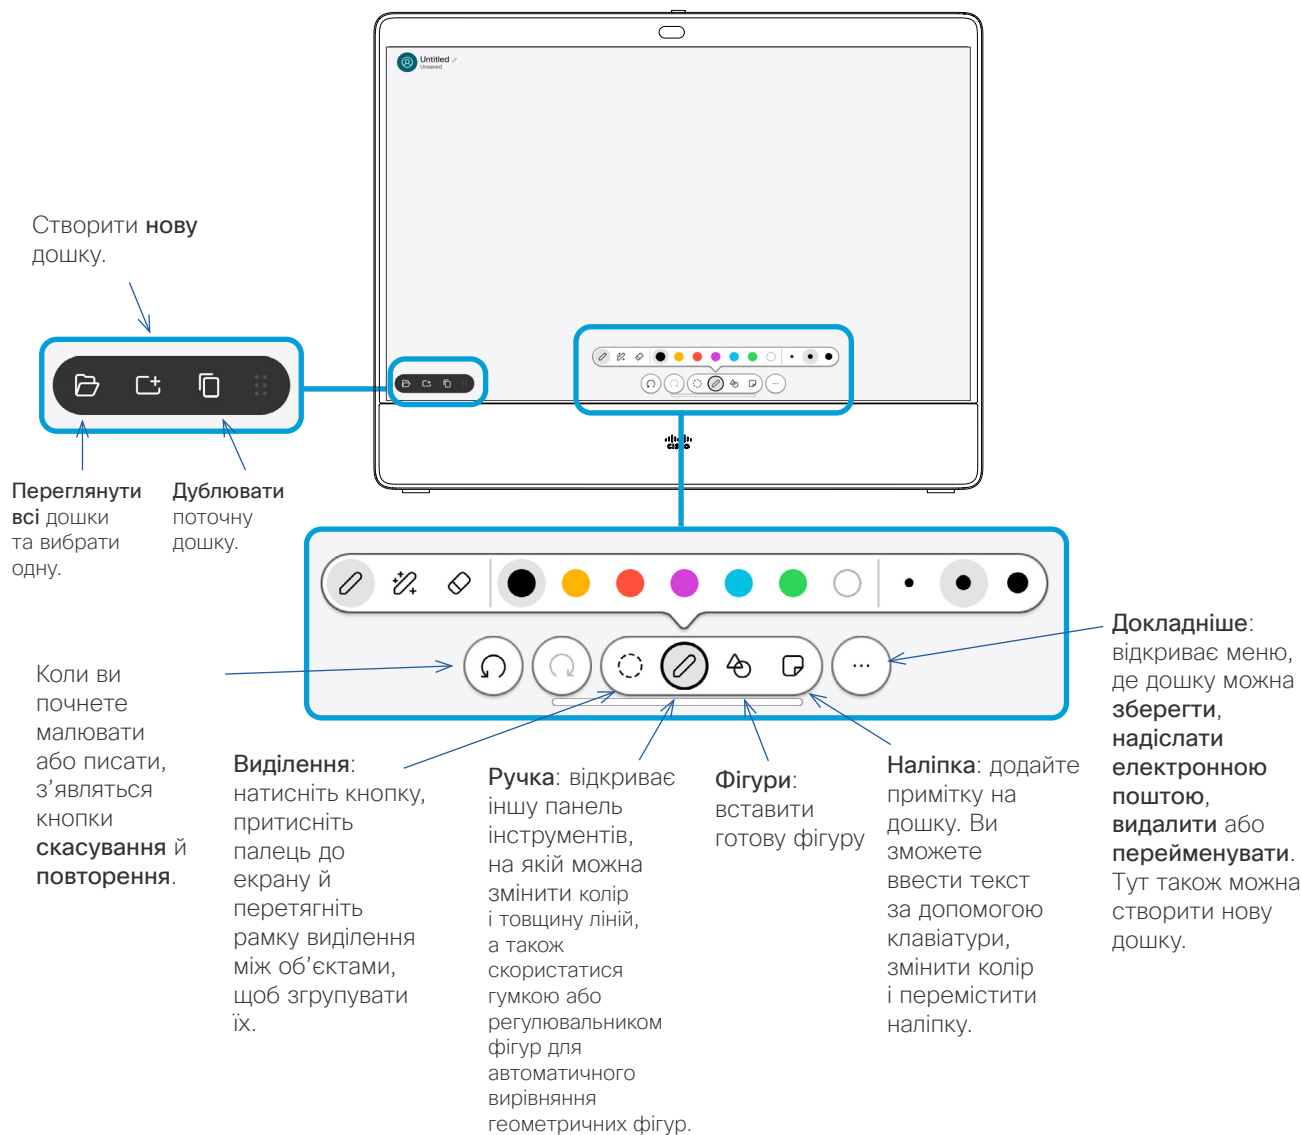 Untitled
Unsaved
Створити нову
дошку.
cisco
Переглянути
всі дошки
та вибрати
одну.
Дублювати
поточну
дошку.
Коли ви
почнете
малювати
або писати,
з’являться
кнопки
скасування й
повторення.
Виділення:
натисніть кнопку,
притисніть
палець до
екрану й
перетягніть
рамку виділення
між об’єктами,
щоб згрупувати
їх.
Ручка: відкриває
іншу панель
інструментів,
на якій можна
змінити колір
і товщину ліній,
а також
скористатися
гумкою або
регулювальником
фігур для
автоматичного
вирівняння
геометричних фігур.
Фігури:
вставити
готову фігуру
Наліпка: додайте
примітку на
дошку. Ви
зможете
ввести текст
за допомогою
клавіатури,
змінити колір
і перемістити
наліпку.
Докладніше:
відкриває меню,
де дошку можна
зберегти,
надіслати
електронною
поштою,
видалити або
перейменувати.
Тут також можна
створити нову
дошку.